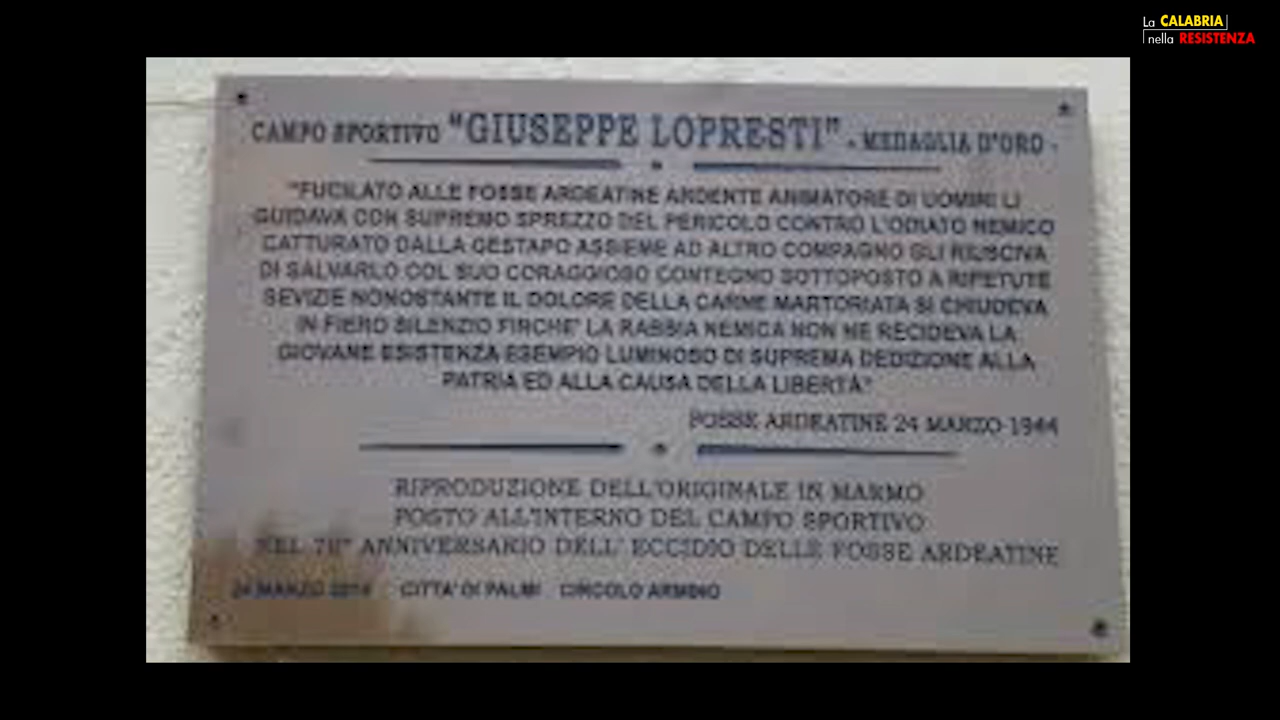 La CALABRIA
nella RESISTENZA
CAMPO SPORTIVO "GIUSEPPE LOPRESTI" - MEDAGLIA D'ORO -
"FUCILATO ALLE FOSSE ARDEATINE ARDENTE ANIMATORE DI UOMINI LI
GUIDAVA CON SUPREMO SPREZZO DEL PERICOLO CONTRO L'ODIATO NEMICO
CATTURATO DALLA GESTAPO ASSIEME AD ALTRO COMPAGNO GLI RIUSCIVA
DI SALVARLO COL SUO CORAGGIOSO CONTEGNO SOTTOPOSTO A RIPETUTE
SEVIZIE NONOSTANTE IL DOLORE DELLA CARNE MARTORIATA SI CHIUDEVA
IN FIERO SILENZIO FINCHE' LA RABBIA NEMICA NON NE RECIDEVA LA
GIOVANE ESISTENZA ESEMPIO LUMINOSO DI SUPREMA DEDIZIONE ALLA
PATRIA ED ALLA CAUSA DELLA LIBERTA'"
FOSSE ARDEATINE 24 MARZO 1944
RIPRODUZIONE DELL'ORIGINALE IN MARMO
POSTO ALL'INTERNO DEL CAMPO SPORTIVO
NEL 70° ANNIVERSARIO DELL' ECCIDIO DELLE FOSSE ARDEATINE
24 MARZO 2014 CITTA' DI PALMI CIRCOLO ARMINO